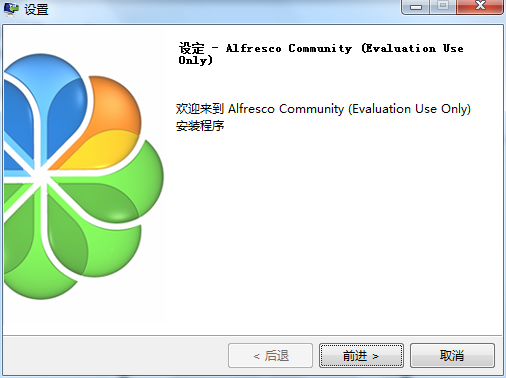 设置
设定 - Alfresco Community (Evaluation Use
Only)
欢迎来到 Alfresco Community (Evaluation Use Only)
安装程序
< 后退
前进 >
取消